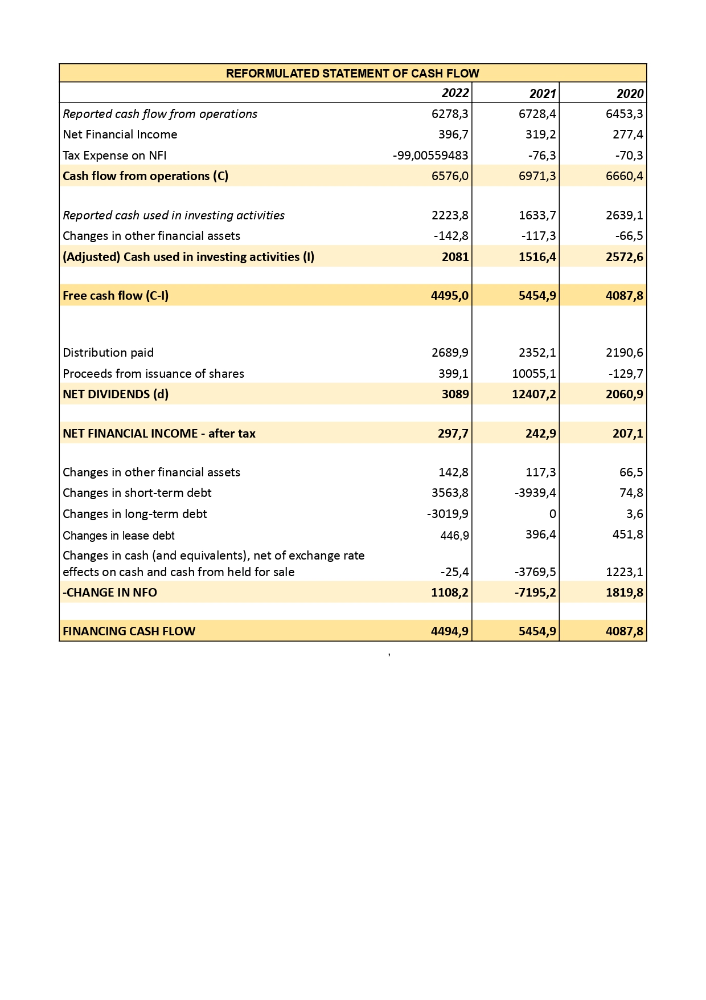 REFORMULATED STATEMENT OF CASH FLOW
2022 2021 2020
Reported cash flow from operations 6278,3 6728,4 6453,3
Net Financial Income 396,7 319,2 277,4
Tax Expense on NFI -99,00559483 -76,3 -70,3
Cash flow from operations (C) 6576,0 6971,3 6660,4
Reported cash used in investing activities 2223,8 1633,7 2639,1
Changes in other financial assets -142,8 -117,3 -66,5
(Adjusted) Cash used in investing activities (I) 2081 1516,4 2572,6
Free cash flow (C-I) 4495,0 5454,9 4087,8
Distribution paid 2689,9 2352,1 2190,6
Proceeds from issuance of shares 399,1 10055,1 -129,7
NET DIVIDENDS (d) 3089 12407,2 2060,9
NET FINANCIAL INCOME - after tax 297,7 242,9 207,1
Changes in other financial assets 142,8 117,3 66,5
Changes in short-term debt 3563,8 -3939,4 74,8
Changes in long-term debt -3019,9 0 3,6
Changes in lease debt 446,9 396,4 451,8
Changes in cash (and equivalents), net of exchange rate
effects on cash and cash from held for sale -25,4 -3769,5 1223,1
-CHANGE IN NFO 1108,2 -7195,2 1819,8
FINANCING CASH FLOW 4494,9 5454,9 4087,8
,